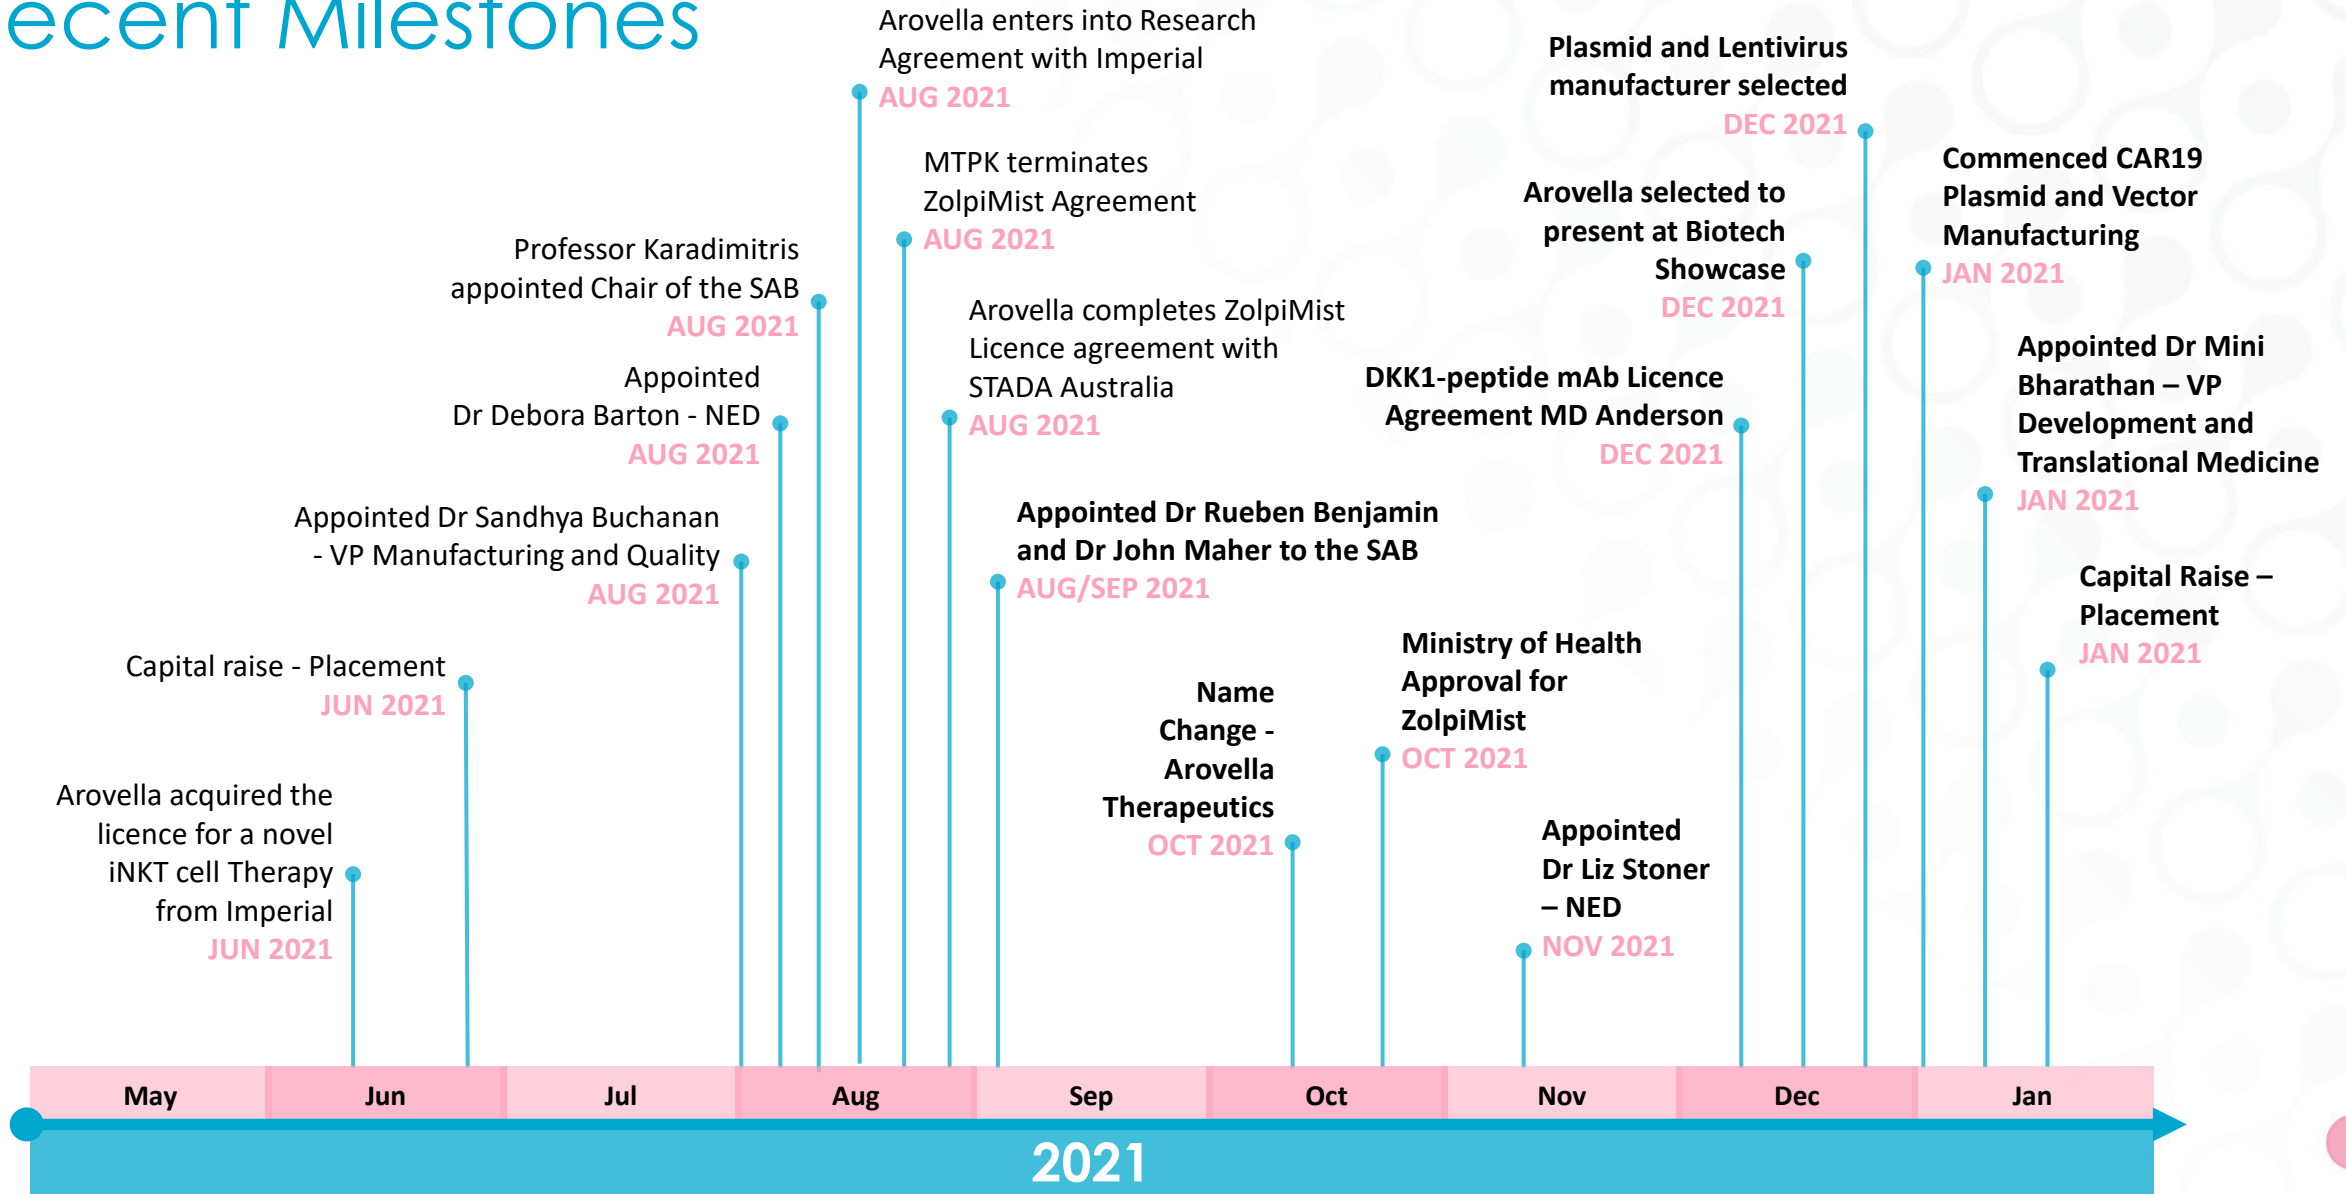 ecent Milestones
Arovella enters into Research
Agreement with Imperial
AUG 2021
MTPK terminates
ZolpiMist Agreement
AUG 2021
Professor Karadimitris
appointed Chair of the SAB
AUG 2021
Arovella completes ZolpiMist
Licence agreement with
STADA Australia
AUG 2021
Appointed
Dr Debora Barton - NED
AUG 2021
Appointed Dr Sandhya Buchanan
- VP Manufacturing and Quality
AUG 2021
Appointed Dr Rueben Benjamin
and Dr John Maher to the SAB
AUG/SEP 2021
Capital raise - Placement
JUN 2021
Arovella acquired the
licence for a novel
iNKT cell Therapy
from Imperial
JUN 2021
Name
Change -
Arovella
Therapeutics
OCT 2021
Ministry of Health
Approval for
ZolpiMist
OCT 2021
Appointed
Dr Liz Stoner
– NED
NOV 2021
Plasmid and Lentivirus
manufacturer selected
DEC 2021
Arovella selected to
present at Biotech
Showcase
DEC 2021
DKK1-peptide mAb Licence
Agreement MD Anderson
DEC 2021
Commenced CAR19
Plasmid and Vector
Manufacturing
JAN 2021
Appointed Dr Mini
Bharathan – VP
Development and
Translational Medicine
JAN 2021
Capital Raise –
Placement
JAN 2021
May Jun Jul Aug Sep Oct Nov Dec Jan
2021